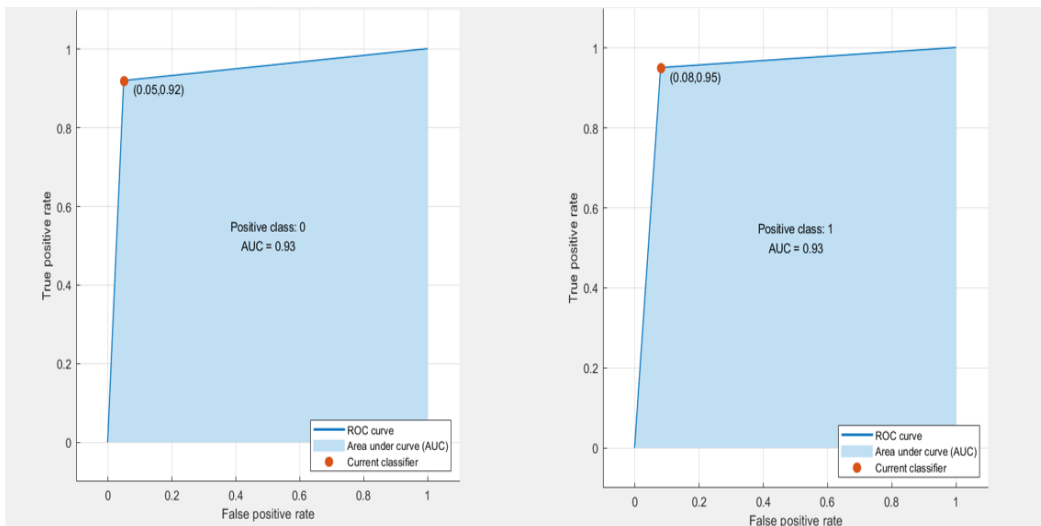 1
0.8
0.6
0.4
0.2
0
True positive rate
(0.05,0.92)
Positive class: 0
AUC = 0.93
ROC curve
Area under curve (AUC)
Current classifier
0 0.2 0.4 0.6 0.8 1
False positive rate
1
0.8
0.6
0.4
0.2
0
True positive rate
(0.08,0.95)
Positive class: 1
AUC = 0.93
ROC curve
Area under curve (AUC)
Current classifier
0 0.2 0.4 0.6 0.8 1
False positive rate